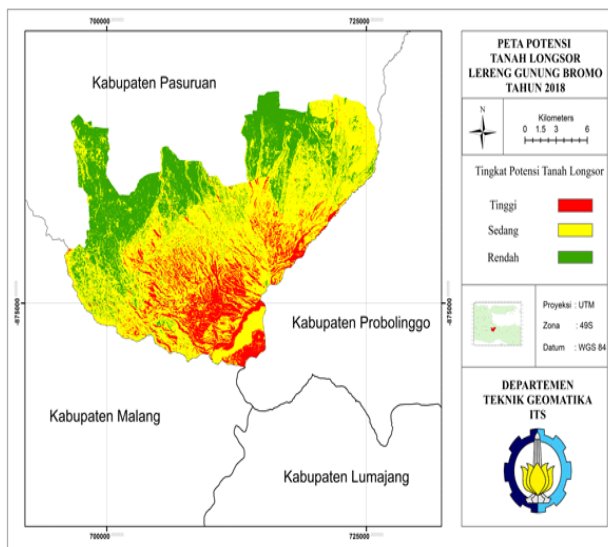 700000
725000
Kabupaten Pasuruan
Kabupaten Probolinggo
Kabupaten Malang
Kabupaten Lumajang
-875000
-875000
700000
725000
PETA POTENSI
TANAH LONGSOR
LERENG GUNUNG BROMO
TAHUN 2018
N
Kilometers
0 1.5 3 6
Tingkat Potensi Tanah Longsor
Tinggi
Sedang
Rendah
Proyeksi : UTM
Zona : 49S
Datum : WGS 84
DEPARTEMEN
TEKNIK GEOMATIKA
ITS